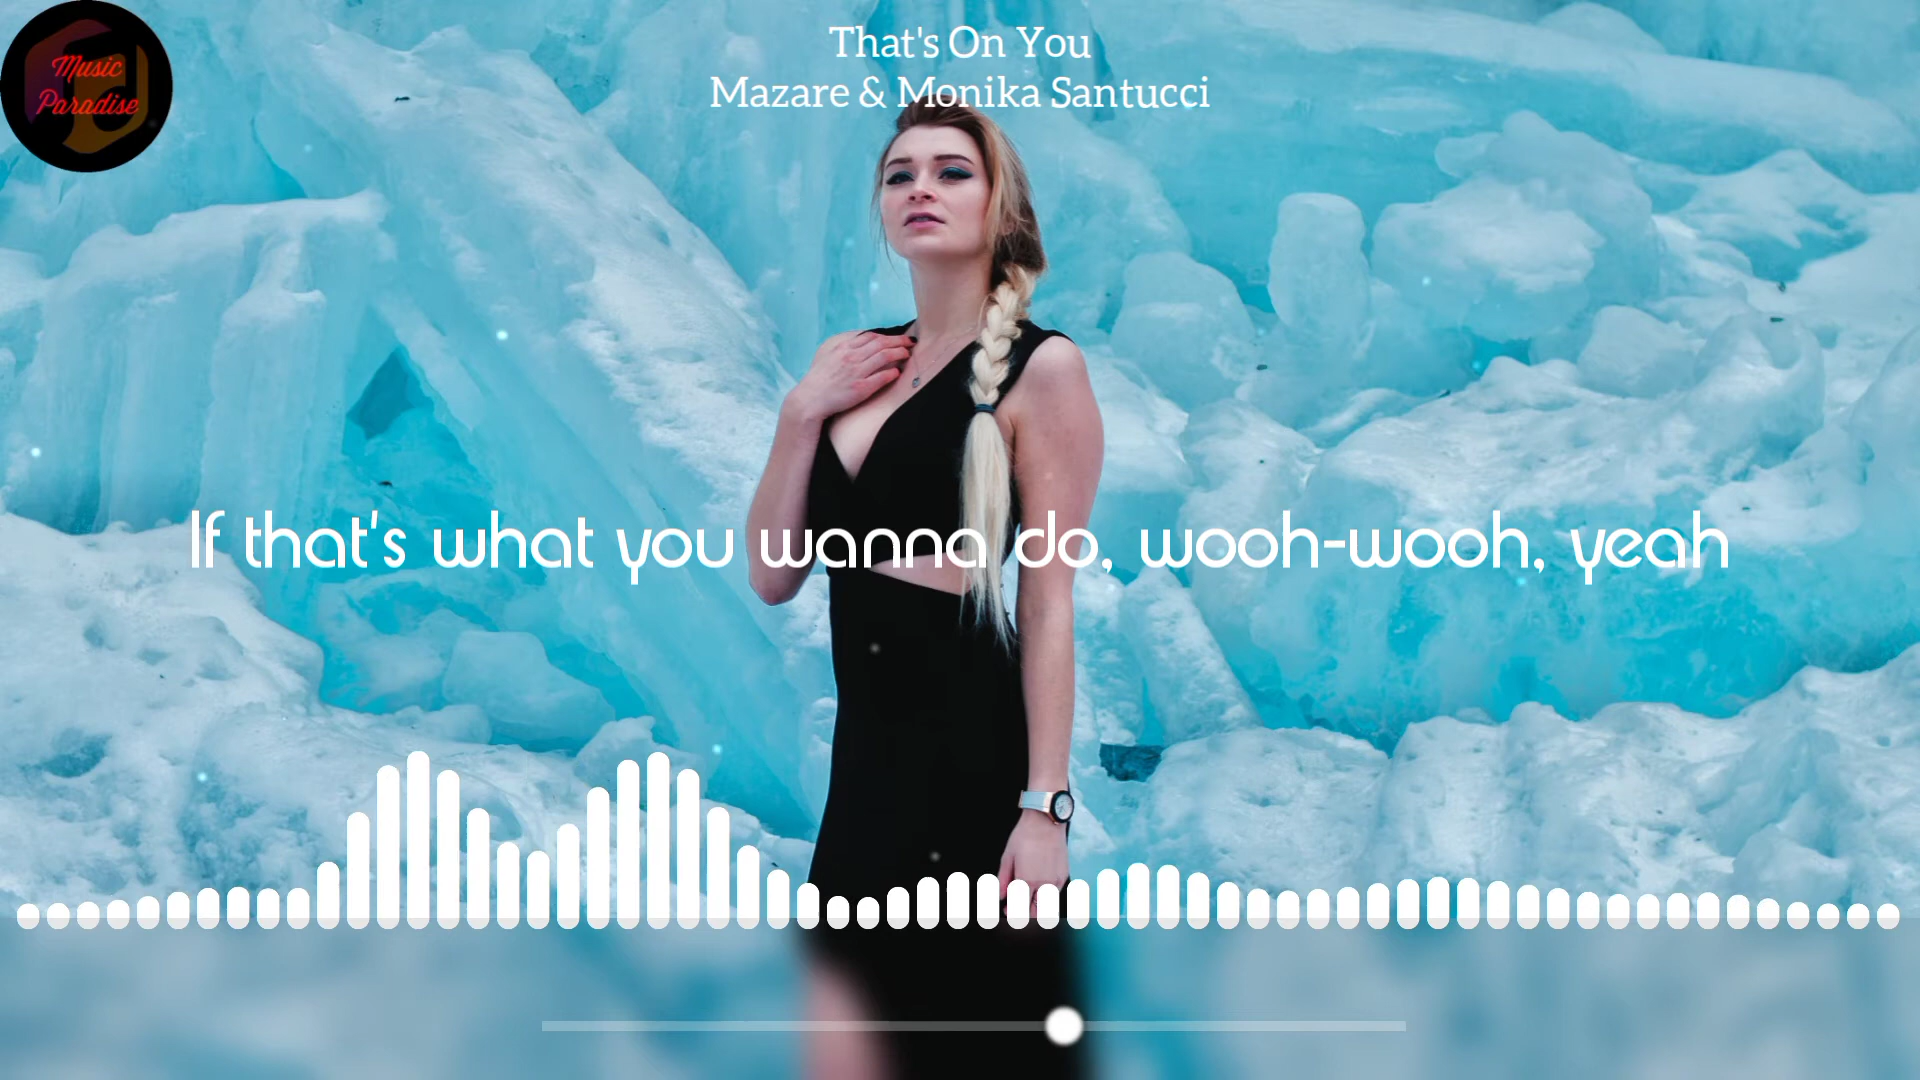 That's On You
Mazare & Monika Santucci
Music
Paradise
If that's what you wanna do, wooh-wooh, yeah